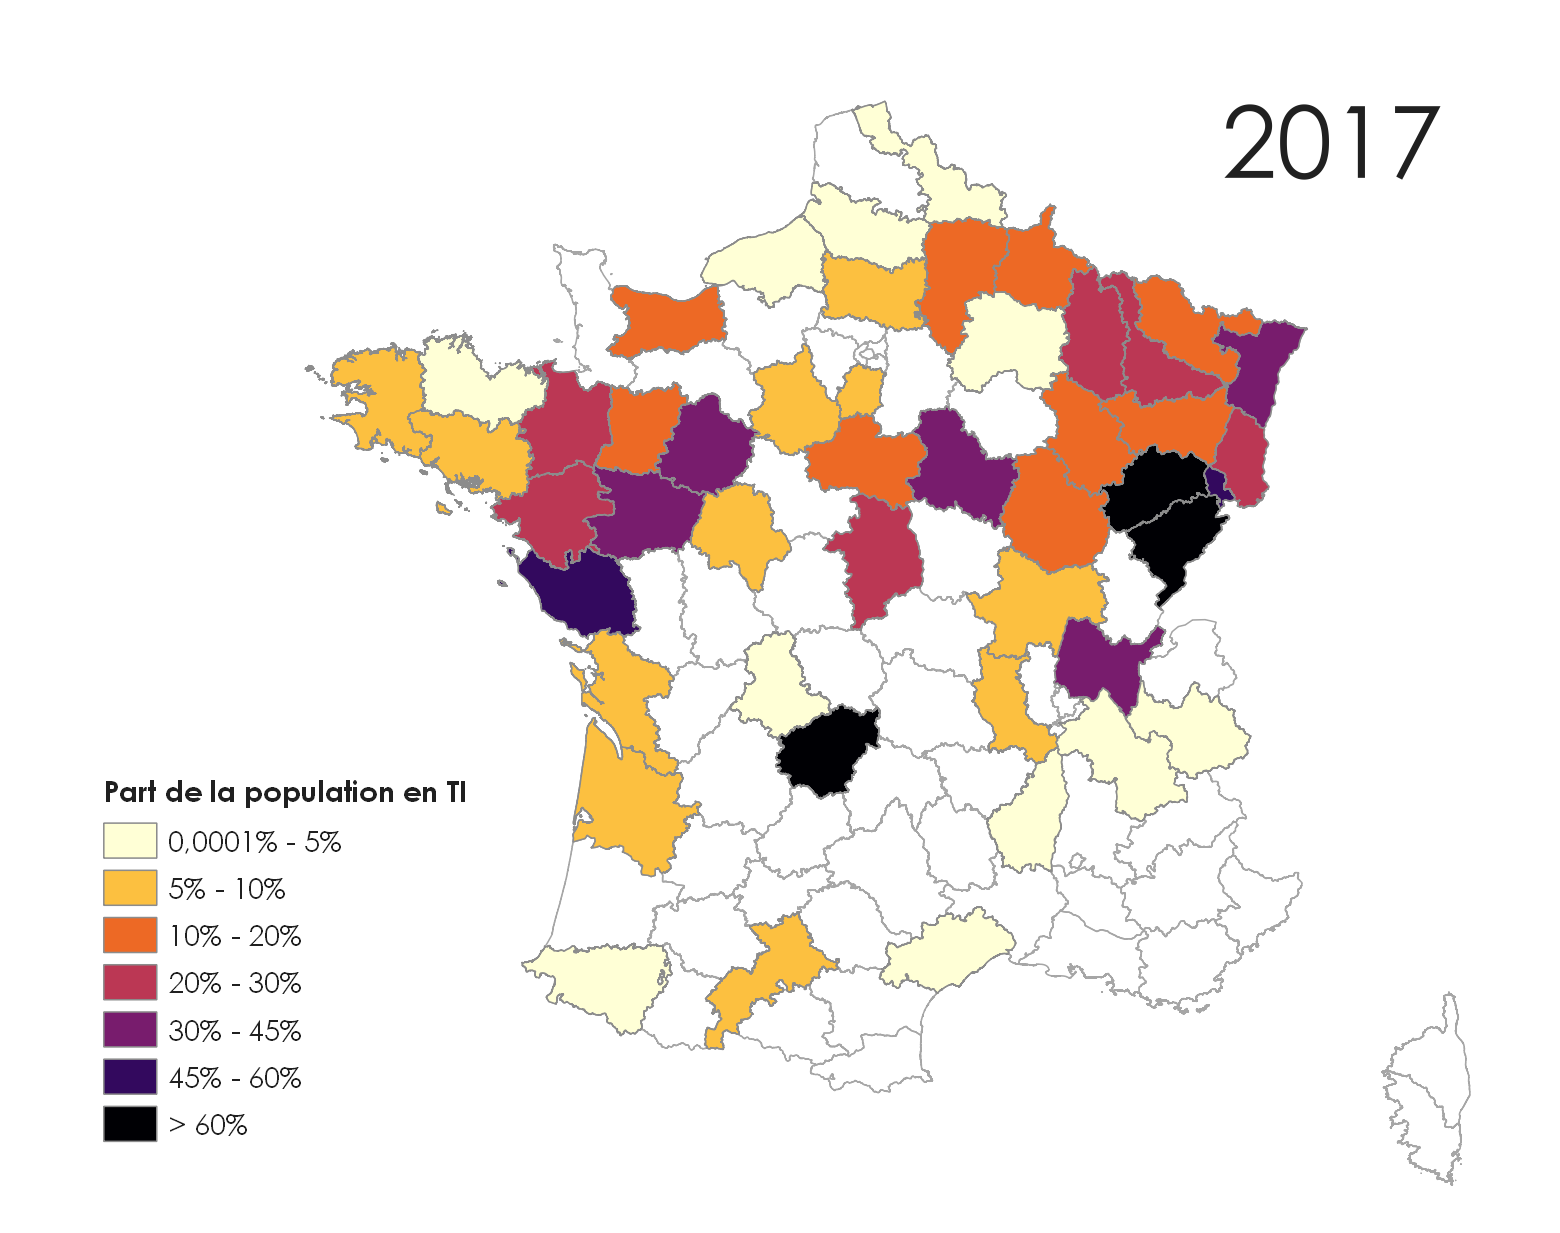 2017
Part de la population en TI
0,0001% - 5%
5% - 10%
10% - 20%
20% - 30%
30% - 45%
45% - 60%
> 60%